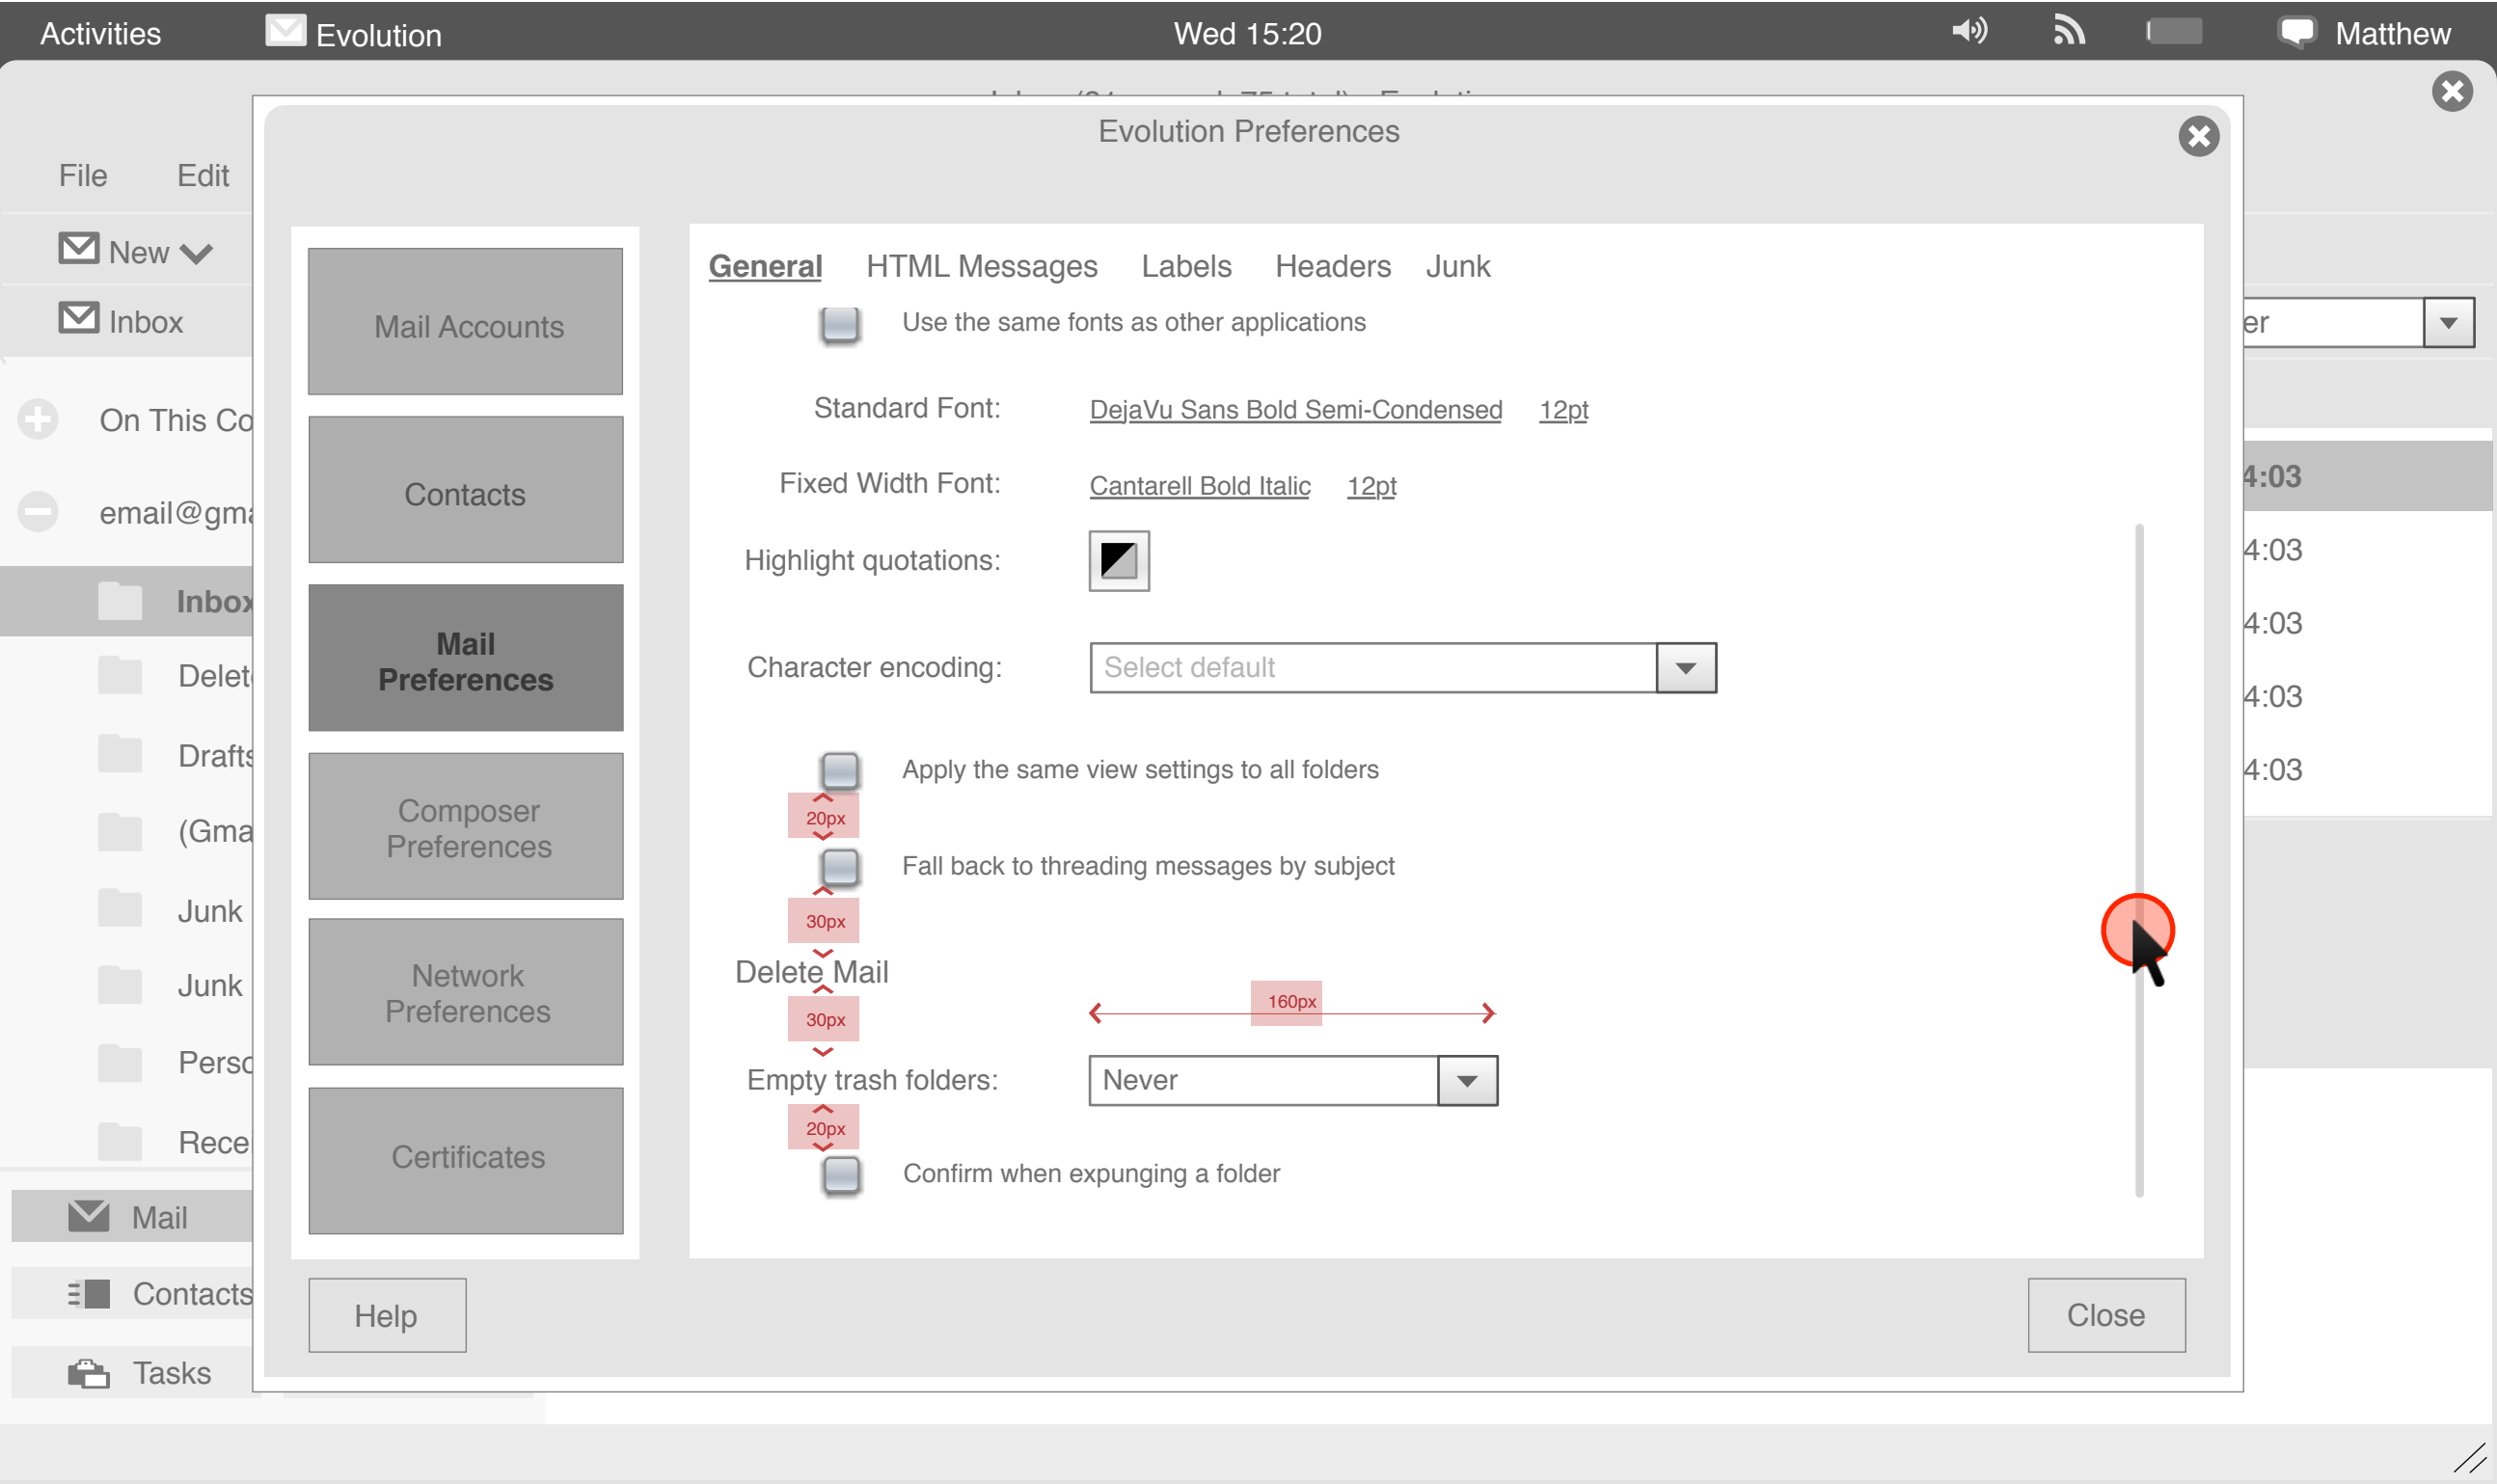 Activities
Evolution
Wed 15:20
Matthew
Evolution Preferences
File Edit
New
Inbox
er
On This Co
email@gma
Inbox
Delete
Drafts
(Gma
Junk
Junk
Perso
Recei
Mail
Contacts
Tasks
Mail Accounts
Contacts
Mail
Preferences
Composer
Preferences
Network
Preferences
Certificates
General HTML Messages Labels Headers Junk
Use the same fonts as other applications
Standard Font: DejaVu Sans Bold Semi-Condensed 12pt
Fixed Width Font: Cantarell Bold Italic 12pt
Highlight quotations:
Character encoding: Select default
Apply the same view settings to all folders
20px
Fall back to threading messages by subject
30px
Delete Mail
30px
160px
Empty trash folders: Never
20px
Confirm when expunging a folder
4:03
4:03
4:03
4:03
4:03
Help
Close